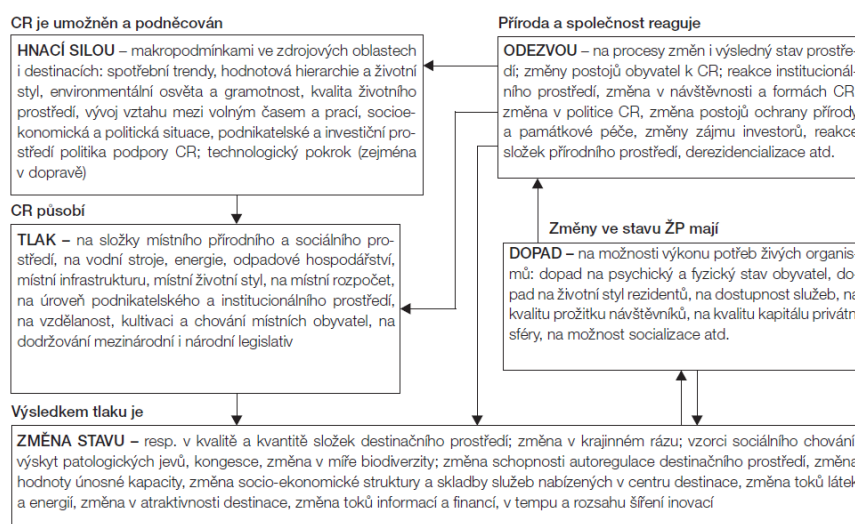 CR je umožněn a podněcován
HNACÍ SILOU – makropodmínkami ve zdrojových oblastech
i destinacích: spotřební trendy, hodnotová hierarchie a životní
styl, environmentální osvěta a gramotnost, kvalita životního
prostředí, vývoj vztahu mezi volným časem a prací, socioe-
konomická a politická situace, podnikatelské a investiční pro-
středí politika podpory CR; technologický pokrok (zejména
v dopravě)
CR působí
TLAK – na složky místního přírodního a sociálního pro-
středí, na vodní stroje, energie, odpadové hospodářství,
místní infrastrukturu, místní životní styl, na místní rozpočet,
na úroveň podnikatelského a institucionálního prostředí,
na vzdělanost, kultivaci a chování místních obyvatel, na
dodržování mezinárodní i národní legislativ
Příroda a společnost reaguje
ODEZVOU – na procesy změn i výsledný stav prostře-
dí; změny postojů obyvatel k CR; reakce institucionál-
ního prostředí, změna v návštěvnosti a formách CR,
změna v politice CR, změna postojů ochrany přírody
a památkové péče, změny zájmu investorů, reakce
složek přírodního prostředí, derezidencializace atd.
Změny ve stavu ŽP mají
DOPAD – na možnosti výkonu potřeb živých organis-
mů: dopad na psychický a fyzický stav obyvatel, do-
pad na životní styl rezidentů, na dostupnost služeb, na
kvalitu prožitku návštěvníků, na kvalitu kapitálu privátn
sféry, na možnost socializace atd.
Výsledkem tlaku je
ZMĚNA STAVU – resp. v kvalitě a kvantitě složek destinačního prostředí; změna v krajinném rázu; vzorci sociálního chování,
výskyt patologických jevů, kongesce, změna v míře biodiverzity; změna schopnosti autoregulace destinačního prostředí, změna
hodnoty únosné kapacity, změna socio-ekonomické struktury a skladby služeb nabízených v centru destinace, změna toků látek
a energií, změna v atraktivnosti destinace, změna toků informací a financí, v tempu a rozsahu šíření inovací